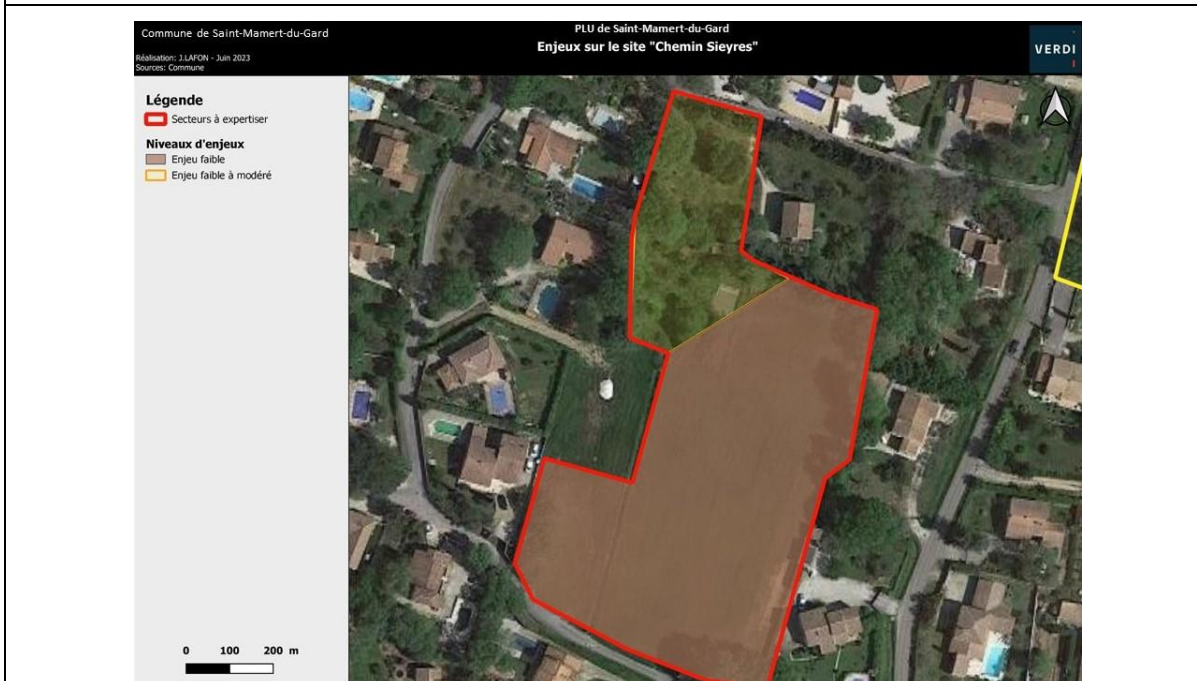 Commune de Saint-Mamert-du-Gard
Réalisation: J.LAFON - Juin 2023
Sources: Commune
PLU de Saint-Mamert-du-Gard
Enjeux sur le site "Chemin Sieyres"
VERDI
Légende
Secteurs à expertiser
Niveaux d'enjeux
Enjeu faible
Enjeu faible à modéré
0 100 200 m